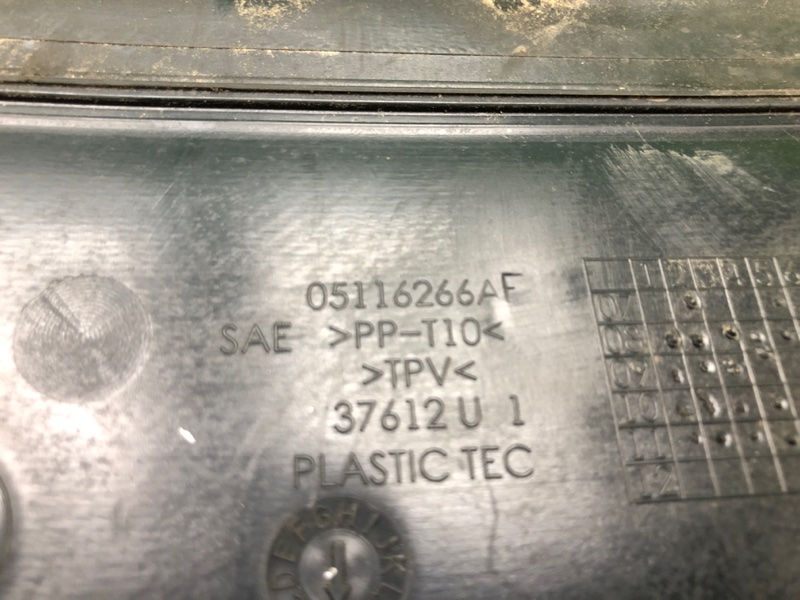 05116266AF
SAE >PP-T10<
>TPV<
37612 U 1
PLASTIC TEC
D E F G H I J K L